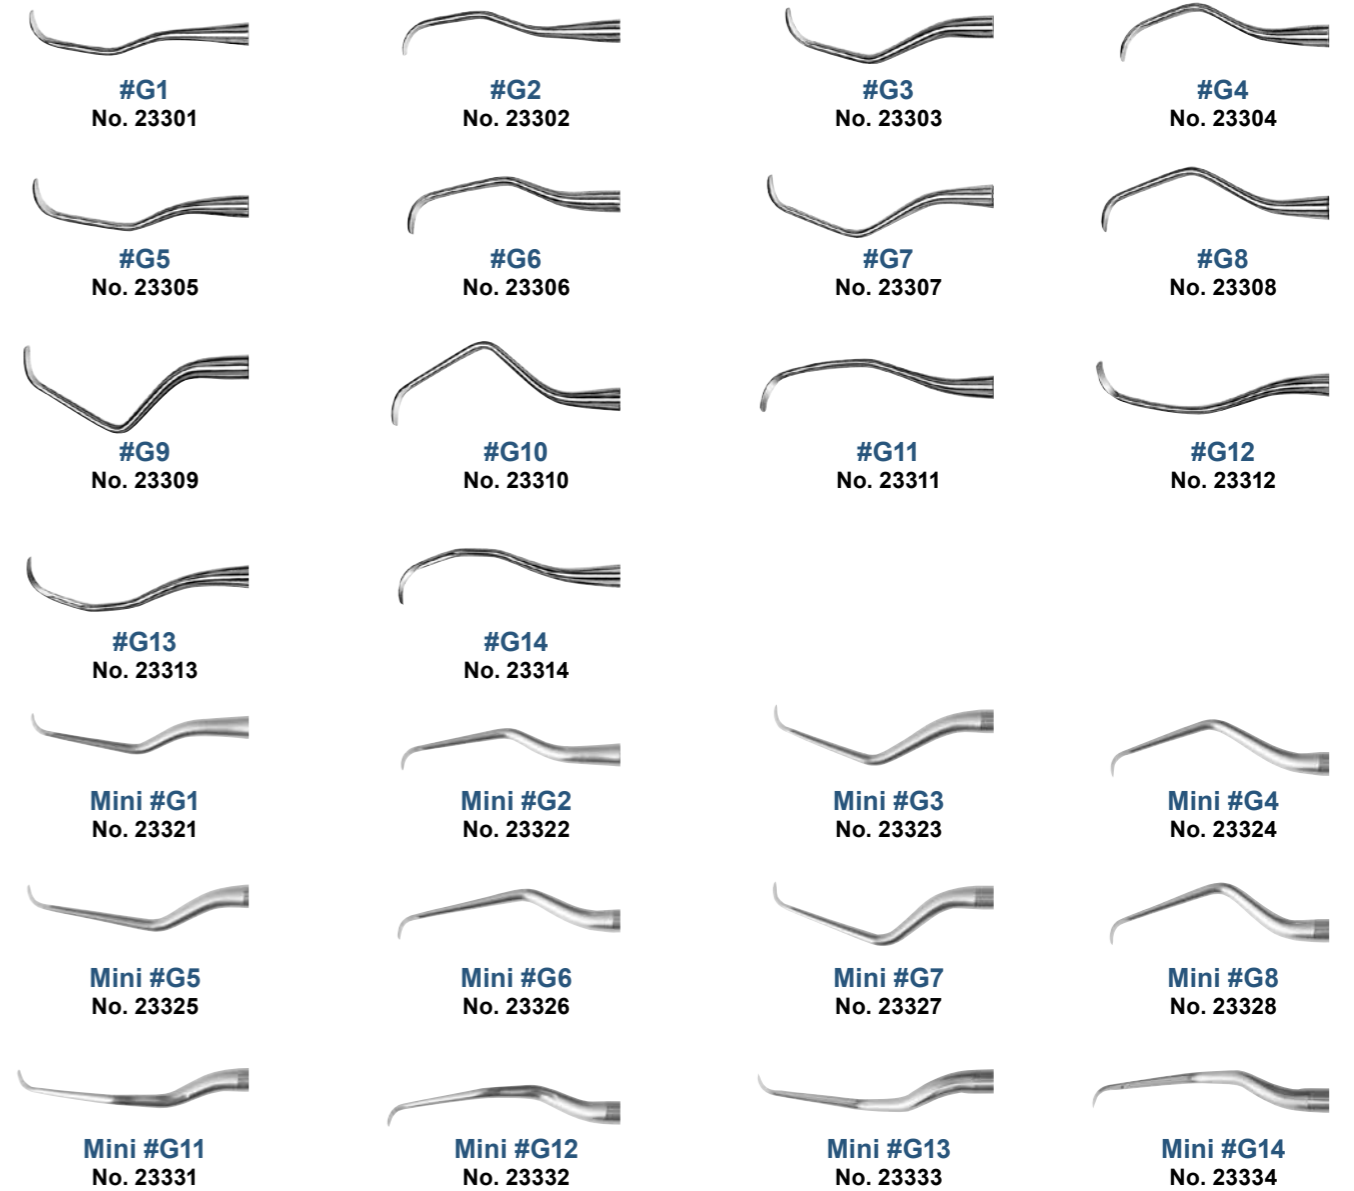 #G1
No. 23301
#G2
No. 23302
#G3
No. 23303
#G4
No. 23304
#G5
No. 23305
#G6
No. 23306
#G7
No. 23307
#G8
No. 23308
#G9
No. 23309
#G10
No. 23310
#G11
No. 23311
#G12
No. 23312
#G13
No. 23313
#G14
No. 23314
Mini #G1
No. 23321
Mini #G2
No. 23322
Mini #G3
No. 23323
Mini #G4
No. 23324
Mini #G5
No. 23325
Mini #G6
No. 23326
Mini #G7
No. 23327
Mini #G8
No. 23328
Mini #G11
No. 23331
Mini #G12
No. 23332
Mini #G13
No. 23333
Mini #G14
No. 23334